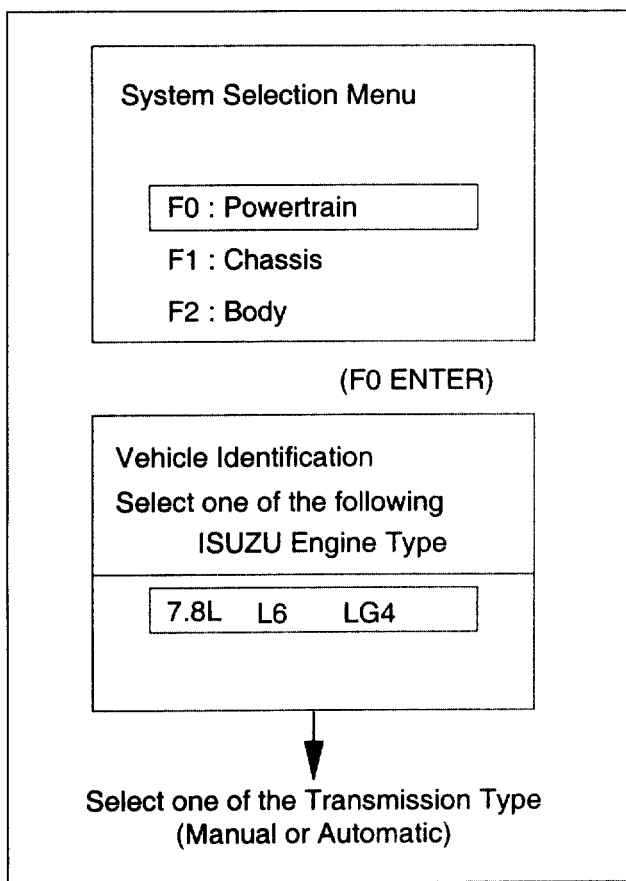 System Selection Menu
F0 : Powertrain
F1 : Chassis
F2 : Body
(F0 ENTER)
Vehicle Identification
Select one of the following
ISUZU Engine Type
7.8L L6 LG4
Select one of the Transmission Type
(Manual or Automatic)